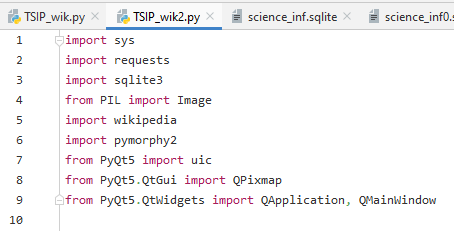 TSIP_wik.py TSIP_wik2.py science_inf.sqlite science_inf0.s
1 import sys
2 import requests
3 import sqlite3
4 from PIL import Image
5 import wikipedia
6 import pymorphy2
7 from PyQt5 import uic
8 from PyQt5.QtGui import QPixmap
9 from PyQt5.QtWidgets import QApplication, QMainWindow
10